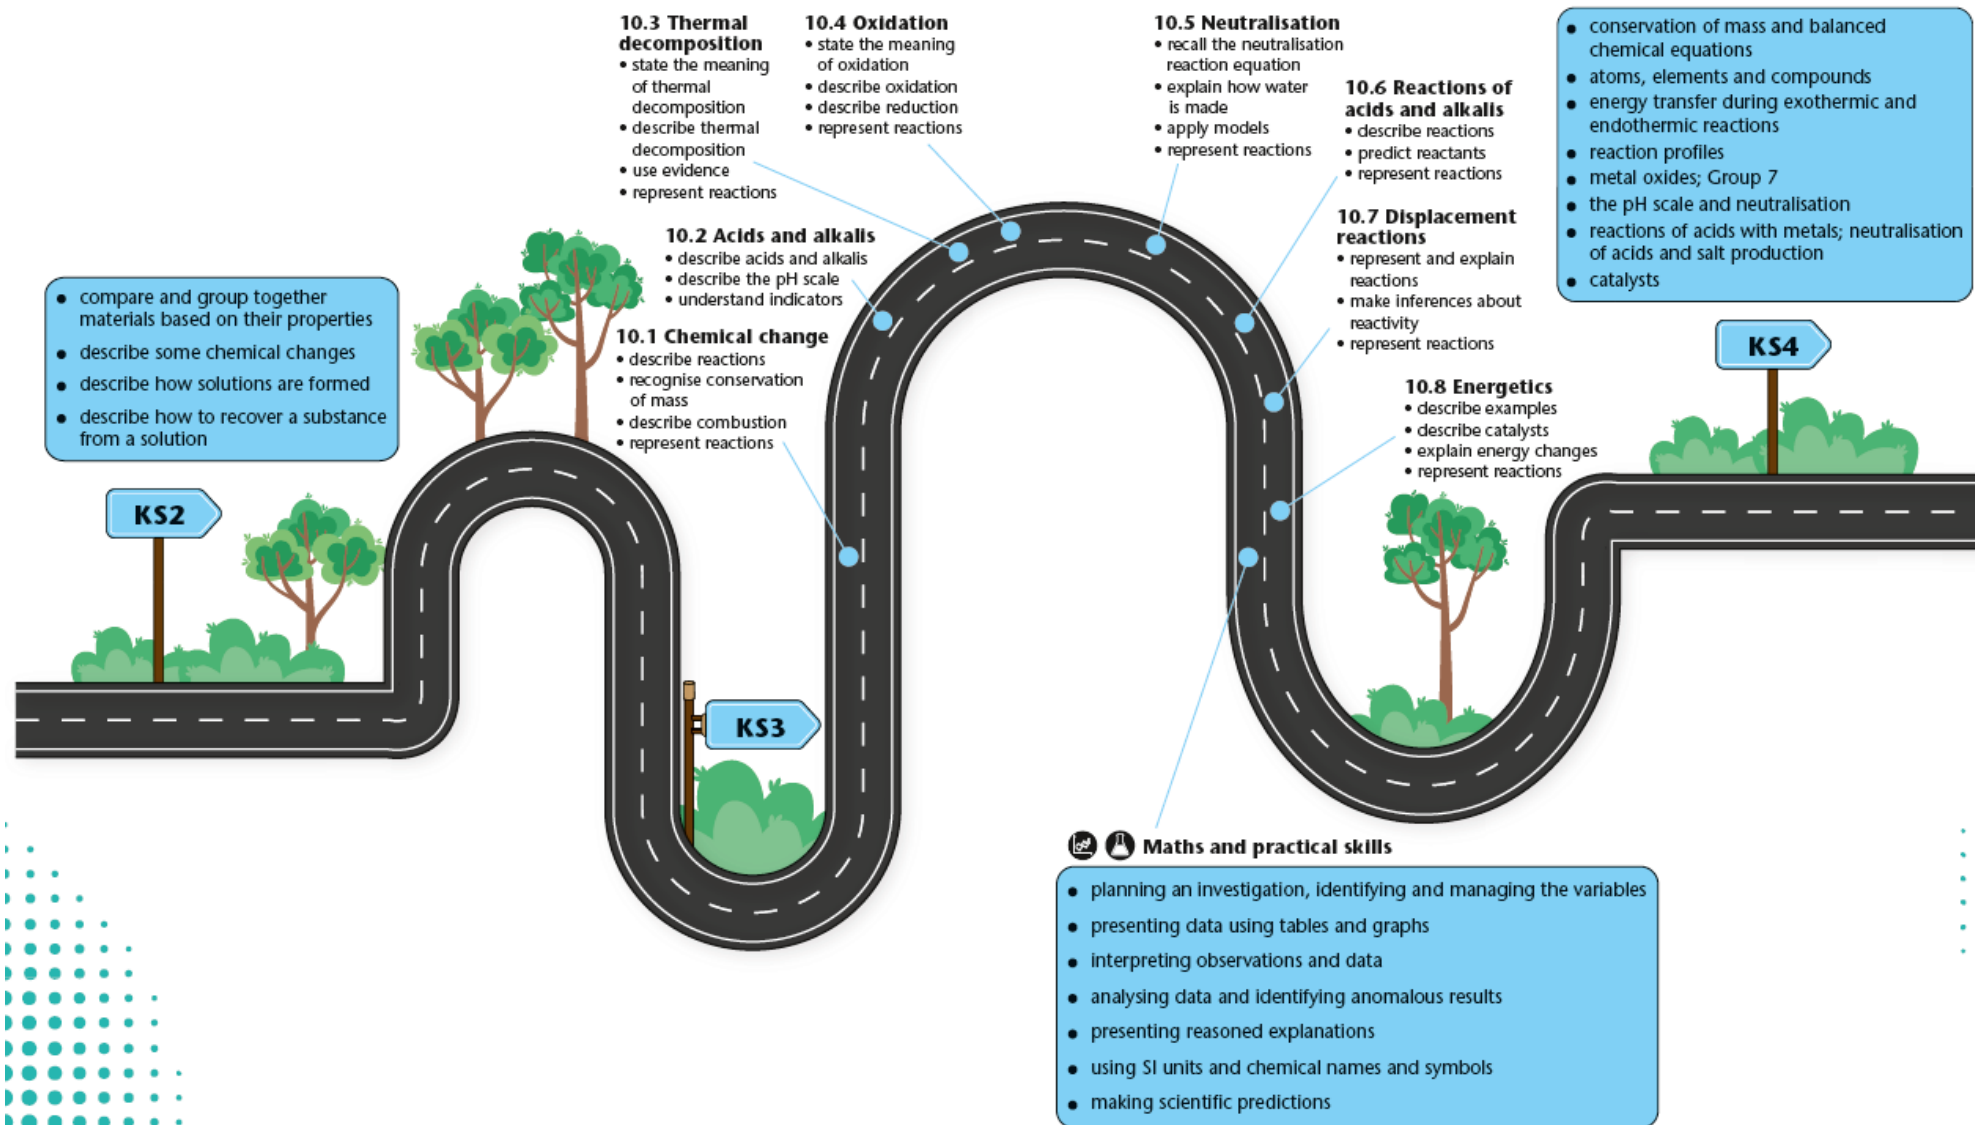 • compare and group together
materials based on their properties
• describe some chemical changes
• describe how solutions are formed
• describe how to recover a substance
from a solution
KS2
KS3
10.1 Chemical change
• describe reactions
• recognise conservation
of mass
• describe combustion
• represent reactions
10.2 Acids and alkalis
• describe acids and alkalis
• describe the pH scale
• understand indicators
10.3 Thermal
decomposition
• state the meaning
of thermal
decomposition
• describe thermal
decomposition
• use evidence
• represent reactions
10.4 Oxidation
• state the meaning
of oxidation
• describe oxidation
• describe reduction
• represent reactions
10.5 Neutralisation
• recall the neutralisation
reaction equation
• explain how water
is made
• apply models
• represent reactions
10.6 Reactions of
acids and alkalis
• describe reactions
• predict reactants
• represent reactions
10.7 Displacement
reactions
• represent and explain
reactions
• make inferences about
reactivity
• represent reactions
10.8 Energetics
• describe examples
• describe catalysts
• explain energy changes
• represent reactions
Maths and practical skills
• planning an investigation, identifying and managing the variables
• presenting data using tables and graphs
• interpreting observations and data
• analysing data and identifying anomalous results
• presenting reasoned explanations
• using SI units and chemical names and symbols
• making scientific predictions
• conservation of mass and balanced
chemical equations
• atoms, elements and compounds
• energy transfer during exothermic and
endothermic reactions
• reaction profiles
• metal oxides; Group 7
• the pH scale and neutralisation
• reactions of acids with metals; neutralisation
of acids and salt production
• catalysts
KS4